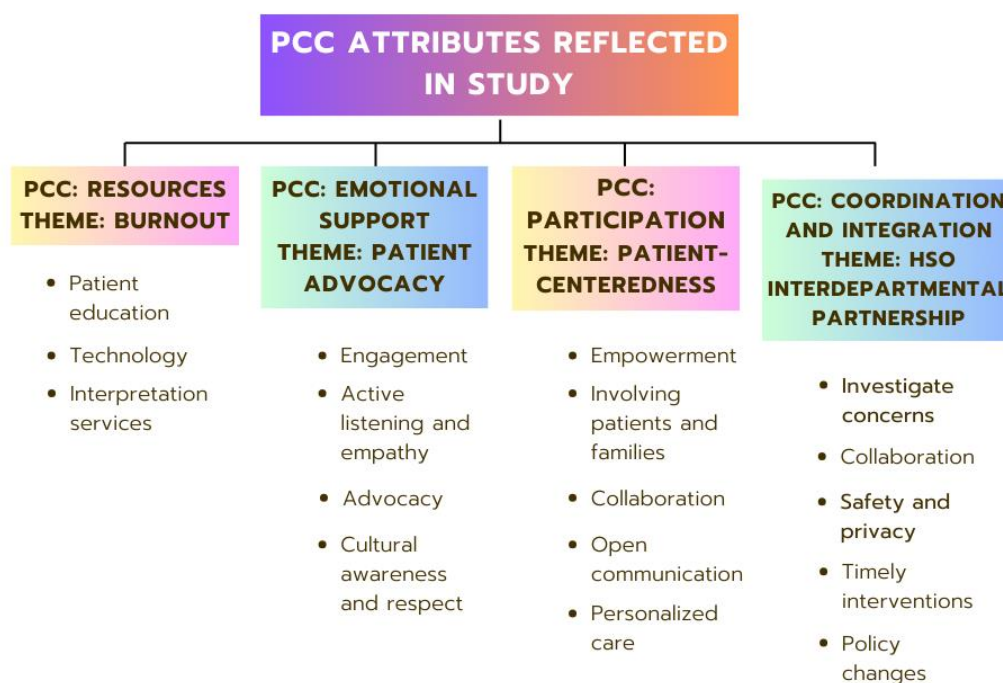 PCC ATTRIBUTES REFLECTED
IN STUDY
PCC: RESOURCES
THEME: BURNOUT
• Patient
education
• Technology
• Interpretation
services
PCC: EMOTIONAL
SUPPORT
THEME: PATIENT
ADVOCACY
• Engagement
• Active
listening and
empathy
• Advocacy
• Cultural
awareness
and respect
PCC:
PARTICIPATION
THEME: PATIENT-
CENTEREDNESS
• Empowerment
• Involving
patients and
families
• Collaboration
• Open
communication
• Personalized
care
PCC: COORDINATION
AND INTEGRATION
THEME: HSO
INTERDEPARTMENTAL
PARTNERSHIP
• Investigate
concerns
• Collaboration
• Safety and
privacy
• Timely
interventions
• Policy
changes